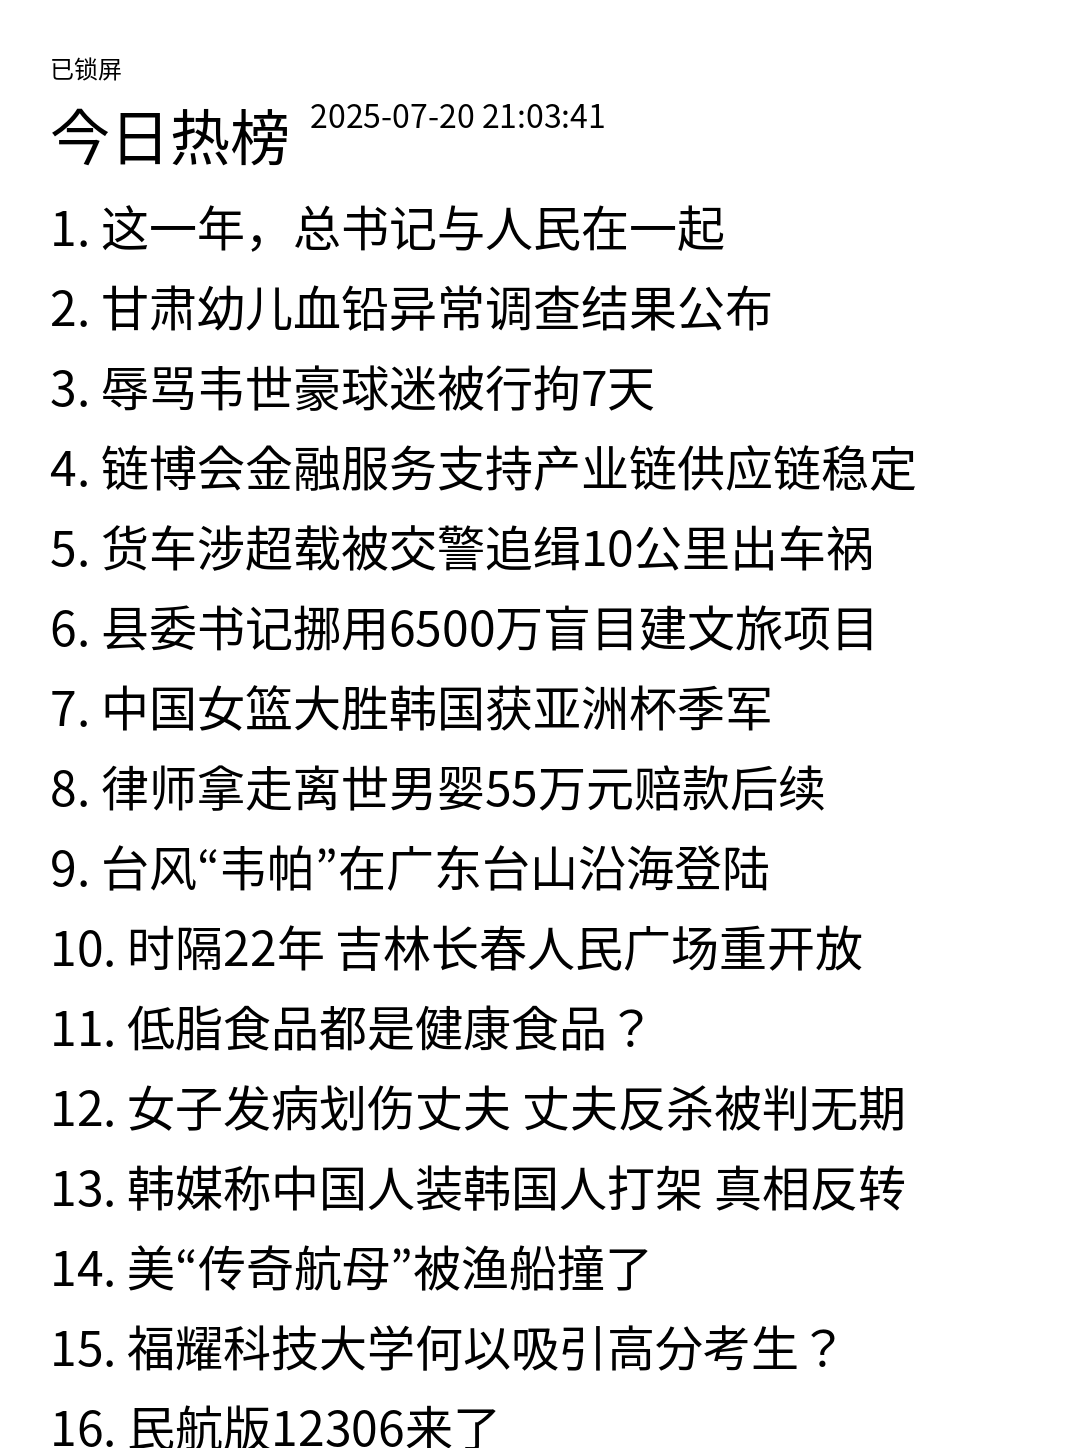 已锁屏
今日热榜 2025-07-20 21:03:41
1. 这一年，总书记与人民在一起
2. 甘肃幼儿血铅异常调查结果公布
3. 辱骂韦世豪球迷被行拘7天
4. 链博会金融服务支持产业链供应链稳定
5. 货车涉超载被交警追缉10公里出车祸
6. 县委书记挪用6500万盲目建文旅项目
7. 中国女篮大胜韩国获亚洲杯季军
8. 律师拿走离世男婴55万元赔款后续
9. 台风“韦帕”在广东台山沿海登陆
10. 时隔22年 吉林长春人民广场重开放
11. 低脂食品都是健康食品？
12. 女子发病划伤丈夫 丈夫反杀被判无期
13. 韩媒称中国人装韩国人打架 真相反转
14. 美“传奇航母”被渔船撞了
15. 福耀科技大学何以吸引高分考生？
16. 民航版12306来了